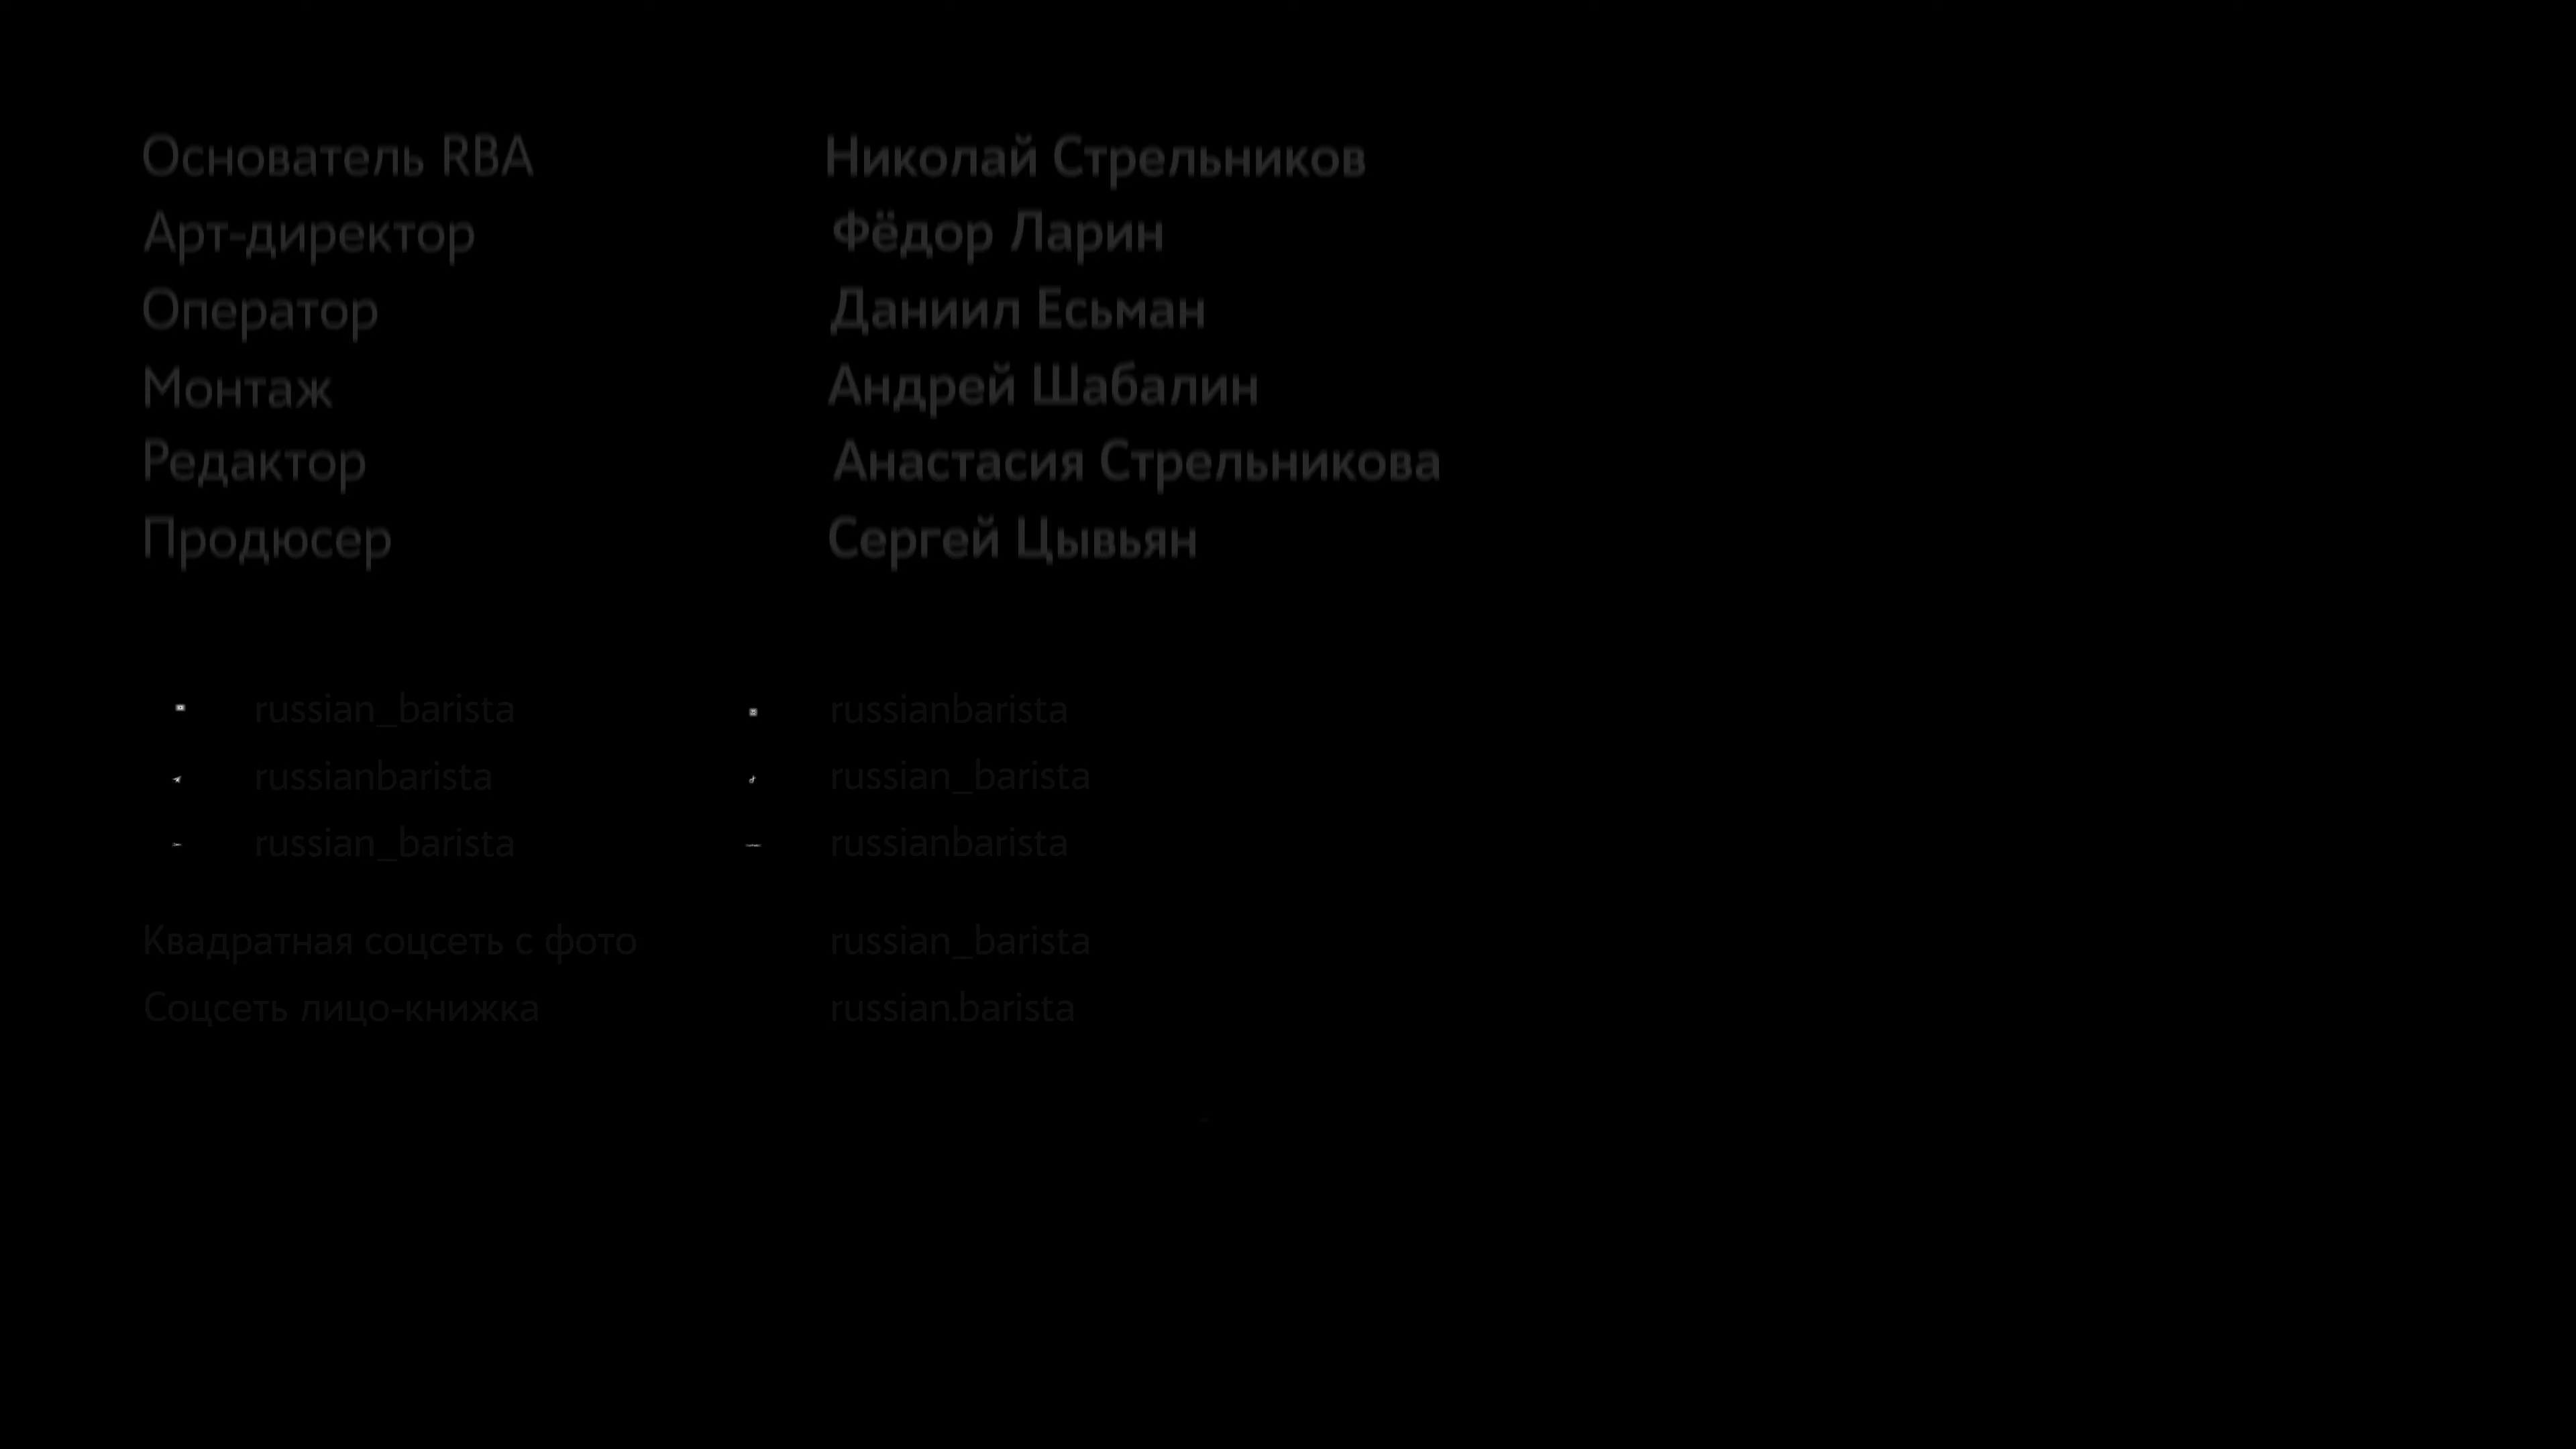 Основатель RBA Николай Стрельников
Арт-директор Фёдор Ларин
Оператор Даниил Есьман
Монтаж Андрей Шабалин
Редактор Анастасия Стрельникова
Продюсер Сергей Цывьян
russian_barista russianbarista
russianbarista russian_barista
russian_barista russianbarista
Квадратная соцсеть с фото russian_barista
Соцсеть лицо-книжка russian.barista